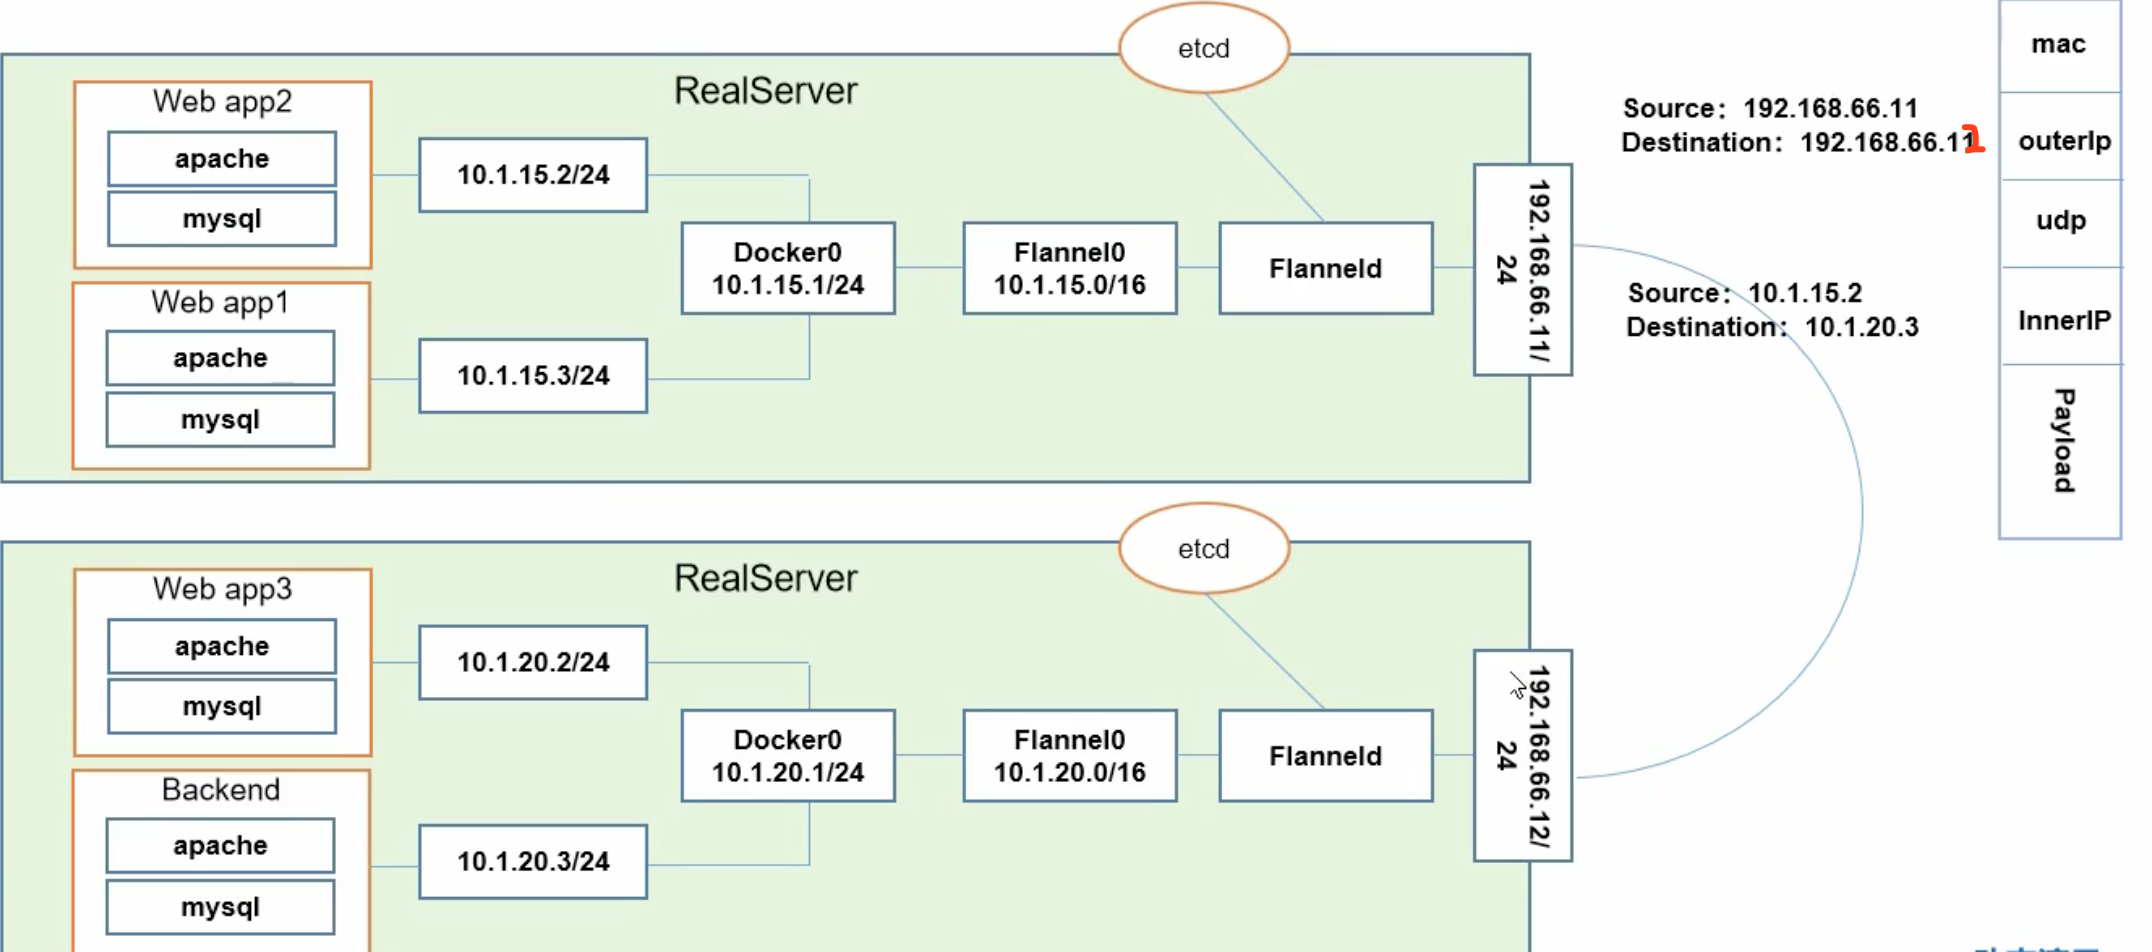 etcd
RealServer
Web app2
apache
mysql
10.1.15.2/24
Web app1
apache
mysql
10.1.15.3/24
Docker0
10.1.15.1/24
Flannel0
10.1.15.0/16
Flanneld
192.168.66.11/
24
Source：192.168.66.11
Destination：192.168.66.11
Source：10.1.15.2
Destination：10.1.20.3
mac
outerIp
udp
InnerIP
Payload
etcd
RealServer
Web app3
apache
mysql
10.1.20.2/24
Backend
apache
mysql
10.1.20.3/24
Docker0
10.1.20.1/24
Flannel0
10.1.20.0/16
Flanneld
192.168.66.12/
24